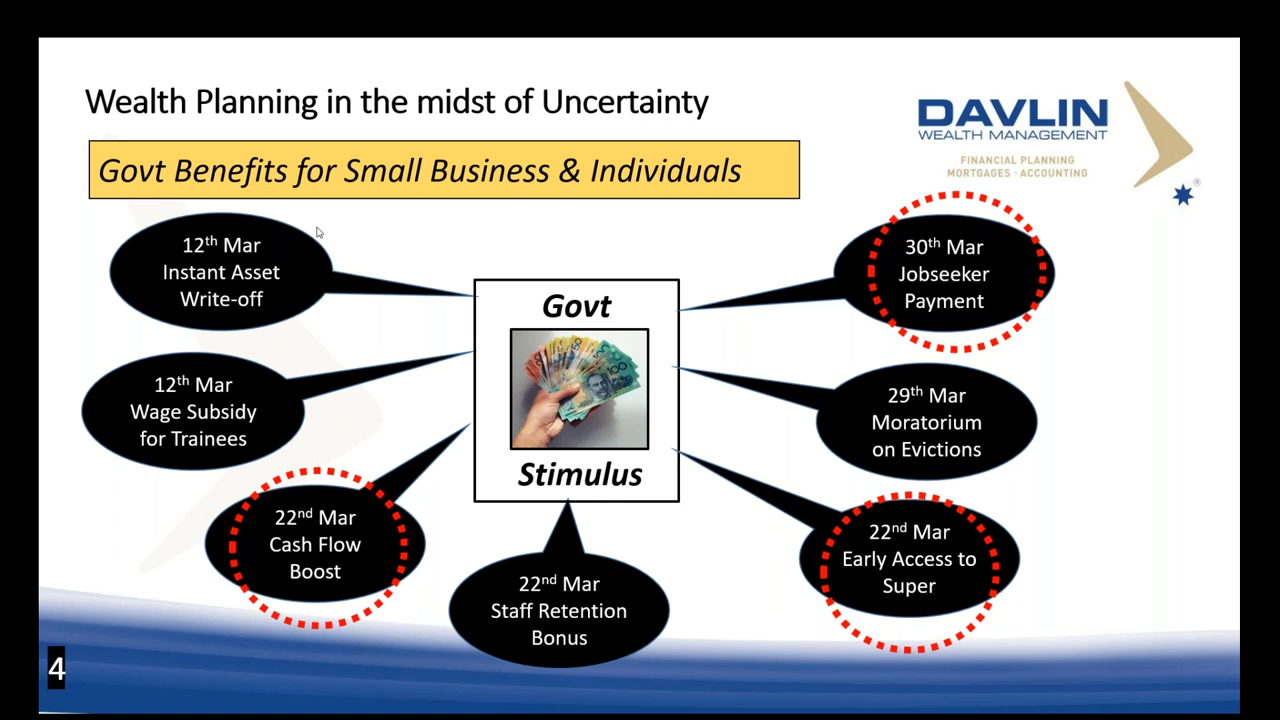 Wealth Planning in the midst of Uncertainty
DAVLIN
WEALTH MANAGEMENT
FINANCIAL PLANNING
MORTGAGES · ACCOUNTING
®
Govt Benefits for Small Business & Individuals
12th Mar
Instant Asset
Write-off
12th Mar
Wage Subsidy
for Trainees
22nd Mar
Cash Flow
Boost
Govt
100
Stimulus
22nd Mar
Staff Retention
Bonus
30th Mar
Jobseeker
Payment
29th Mar
Moratorium
on Evictions
22nd Mar
Early Access to
Super
4